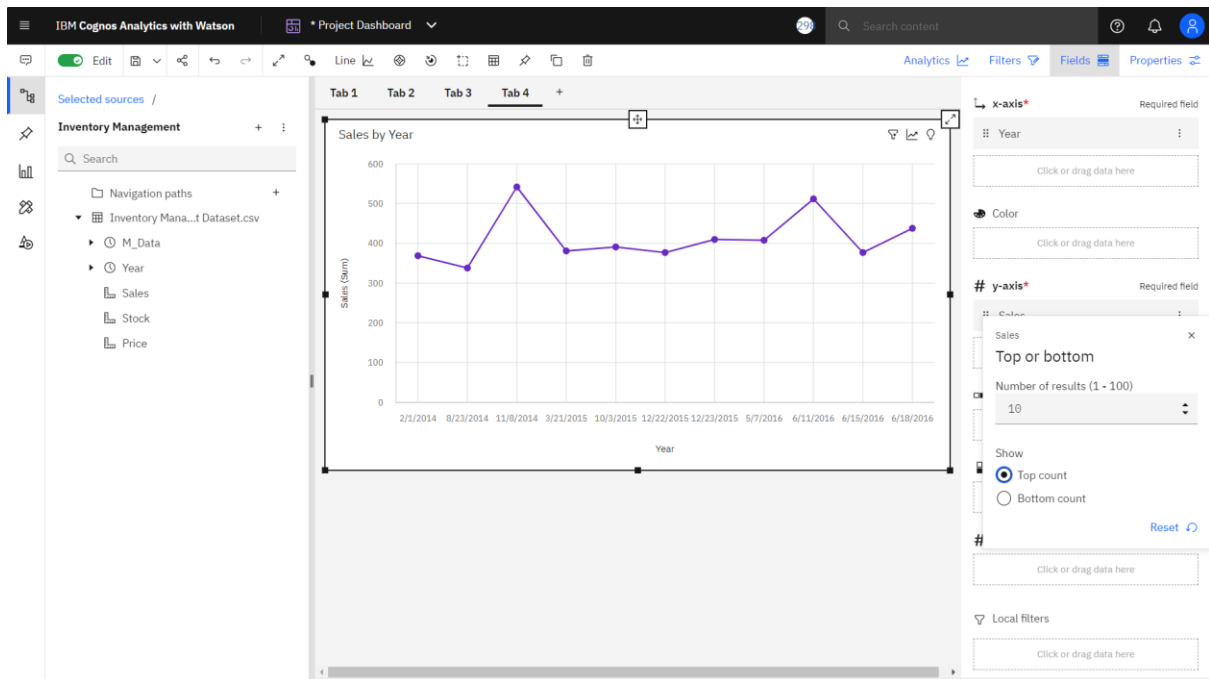 IBM Cognos Analytics with Watson
* Project Dashboard
298
Search content
Edit
Line
Analytics
Filters
Fields
Properties
Selected sources /
Inventory Management
Search
Navigation paths
Inventory Mana...t Dataset.csv
M_Data
Year
Sales
Stock
Price
Tab 1
Tab 2
Tab 3
Tab 4
Sales by Year
600
500
400
300
200
100
0
Sales (Sum)
2/1/2014 8/23/2014 11/8/2014 3/21/2015 10/3/2015 12/22/2015 12/23/2015 5/7/2016 6/11/2016 6/15/2016 6/18/2016
Year
x-axis* Required field
Year
Click or drag data here
Color
Click or drag data here
# y-axis* Required field
Sales
Sales
Top or bottom
Number of results (1 - 100)
10
Show
Top count
Bottom count
Reset
#
Click or drag data here
Local filters
Click or drag data here